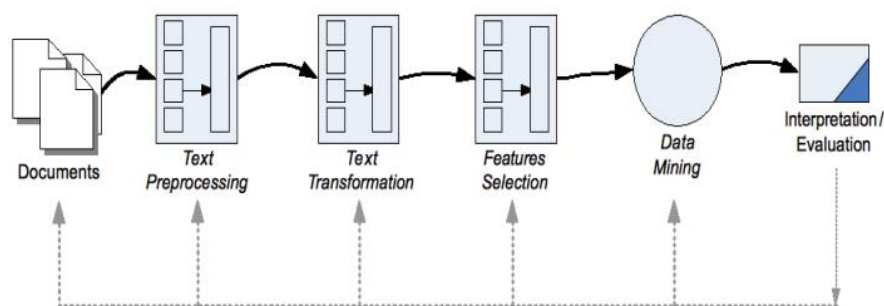 Documents
Text
Preprocessing
Text
Transformation
Features
Selection
Data
Mining
Interpretation/
Evaluation